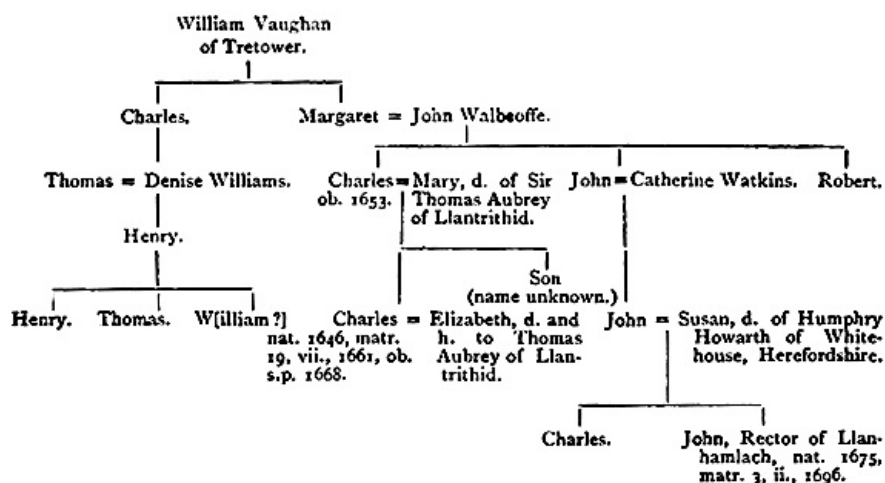 William Vaughan
of Tretower.
Charles.
Margaret = John Walbeoffe.
Thomas = Denise Williams.
Charles = Mary, d. of Sir
ob. 1653. Thomas Aubrey
of Llantrithid.
John = Catherine Watkins.
Robert.
Henry.
Son
(name unknown.)
Henry. Thomas. W[illiam?]
Charles = Elizabeth, d. and
nat. 1646, matr. h. to Thomas
19, vii., 1661, ob. Aubrey of Llan-
s.p. 1668. trithid.
John = Susan, d. of Humphry
Howarth of White-
house, Herefordshire.
Charles.
John, Rector of Llan-
hamlach, nat. 1675,
matr. 3, ii., 1696.